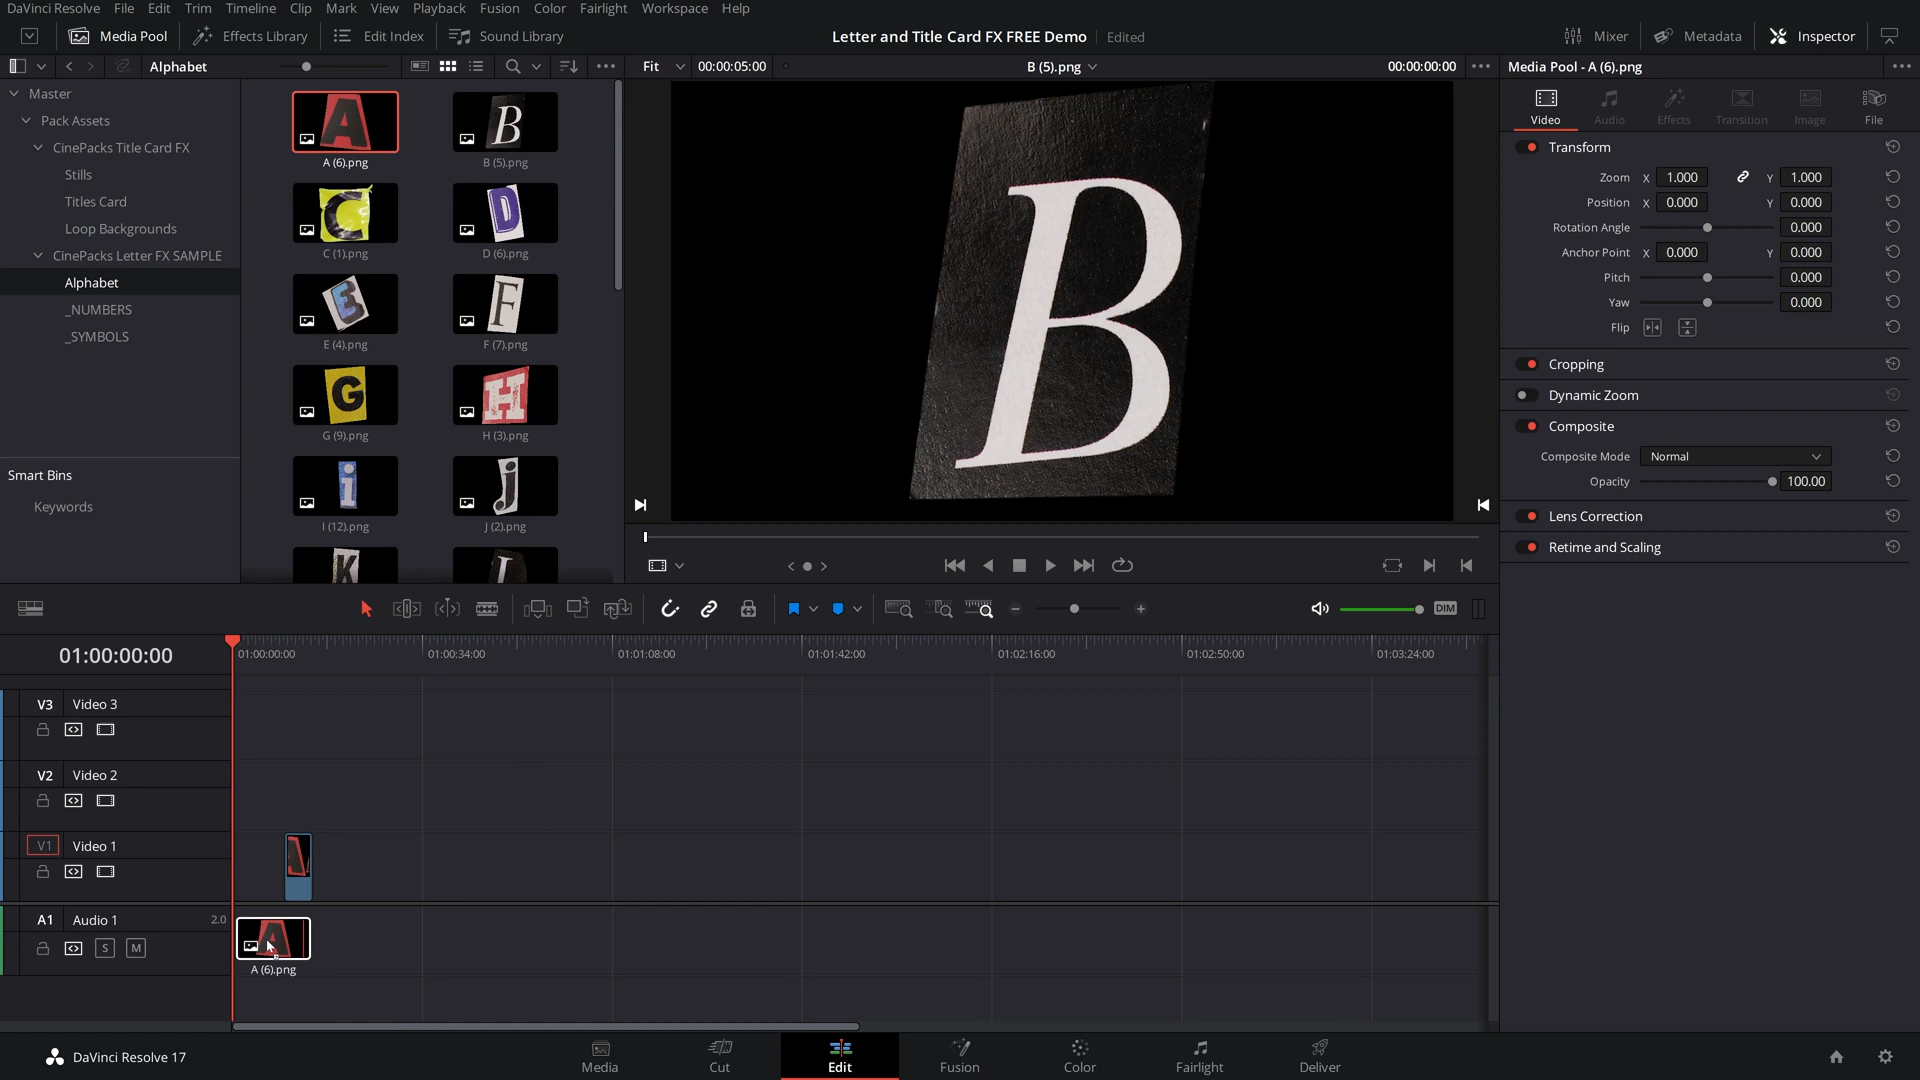 DaVinci Resolve File Edit Trim Timeline Clip Mark View Playback Fusion Color Fairlight Workspace Help
Media Pool Effects Library Edit Index Sound Library Letter and Title Card FX FREE Demo Edited Mixer Metadata Inspector
Alphabet Fit 00:00:05:00 B (5).png 00:00:00:00 Media Pool - A (6).png
Master
Pack Assets
CinePacks Title Card FX
Stills
Titles Card
Loop Backgrounds
CinePacks Letter FX SAMPLE
Alphabet
_NUMBERS
_SYMBOLS
Smart Bins
Keywords
A B
A (6).png B (5).png
C D
C (1).png D (6).png
E F
E (4).png F (7).png
G H
G (9).png H (3).png
i j
I (12).png J (2).png
K
B
Video Audio Effects Transition Image File
Transform
Zoom X 1.000 Y 1.000
Position X 0.000 Y 0.000
Rotation Angle 0.000
Anchor Point X 0.000 Y 0.000
Pitch 0.000
Yaw 0.000
Flip
Cropping
Dynamic Zoom
Composite
Composite Mode Normal
Opacity 100.00
Lens Correction
Retime and Scaling
DIM
01:00:00:00 01:00:00:00 01:00:34:00 01:01:08:00 01:01:42:00 01:02:16:00 01:02:50:00 01:03:24:00
V3 Video 3
V2 Video 2
V1 Video 1
A1 Audio 1 2.0
S M
A
A (6).png
DaVinci Resolve 17 Media Cut Edit Fusion Color Fairlight Deliver